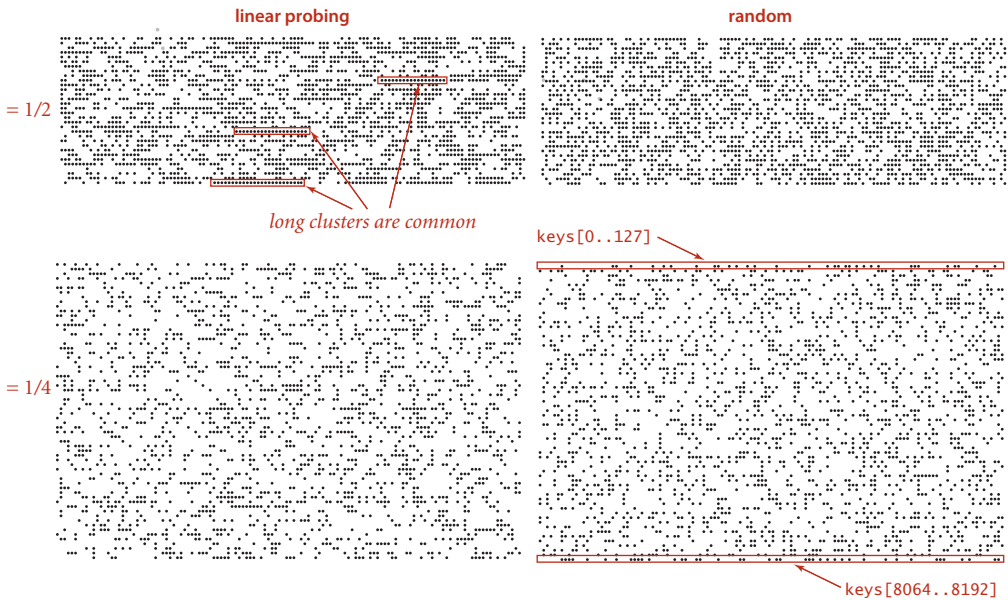 linear probing
random
= 1/2
long clusters are common
keys[0..127]
= 1/4
keys[8064..8192]